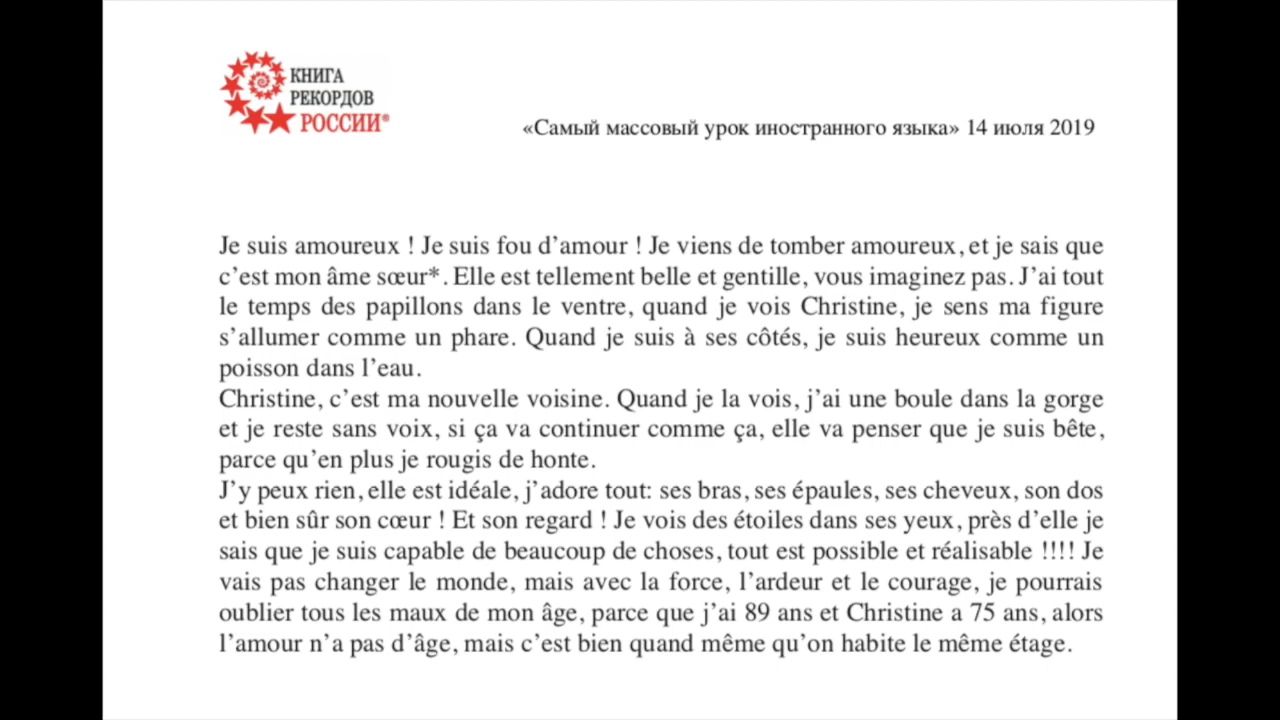 КНИГА
РЕКОРДОВ
РОССИИ®
«Самый массовый урок иностранного языка» 14 июля 2019
Je suis amoureux ! Je suis fou d’amour ! Je viens de tomber amoureux, et je sais que
c’est mon âme sœur*. Elle est tellement belle et gentille, vous imaginez pas. J’ai tout
le temps des papillons dans le ventre, quand je vois Christine, je sens ma figure
s’allumer comme un phare. Quand je suis à ses côtés, je suis heureux comme un
poisson dans l’eau.
Christine, c’est ma nouvelle voisine. Quand je la vois, j’ai une boule dans la gorge
et je reste sans voix, si ça va continuer comme ça, elle va penser que je suis bête,
parce qu’en plus je rougis de honte.
J’y peux rien, elle est idéale, j’adore tout: ses bras, ses épaules, ses cheveux, son dos
et bien sûr son cœur ! Et son regard ! Je vois des étoiles dans ses yeux, près d’elle je
sais que je suis capable de beaucoup de choses, tout est possible et réalisable !!!! Je
vais pas changer le monde, mais avec la force, l’ardeur et le courage, je pourrais
oublier tous les maux de mon âge, parce que j’ai 89 ans et Christine a 75 ans, alors
l’amour n’a pas d’âge, mais c’est bien quand même qu’on habite le même étage.